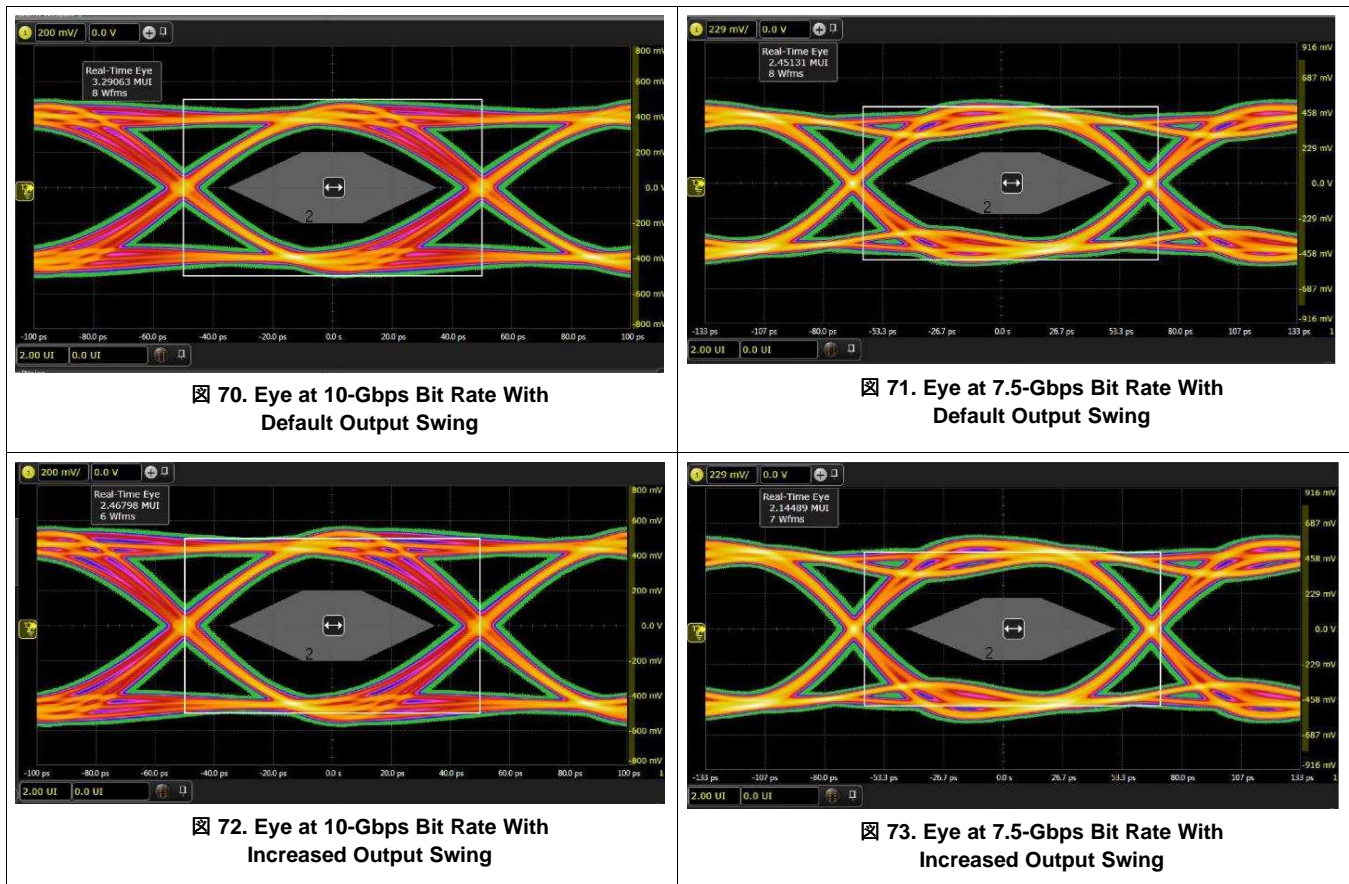 1 200 mV/ 0.0 V
Real-Time Eye
3.29063 MUI
8 Wfms
800 mV
600 mV
400 mV
200 mV
0.0 V
-200 mV
-400 mV
-600 mV
-800 mV
2
-100 ps -80.0 ps -60.0 ps -40.0 ps -20.0 ps 0.0 s 20.0 ps 40.0 ps 60.0 ps 80.0 ps 100 ps
2.00 UI 0.0 UI
図 70. Eye at 10-Gbps Bit Rate With
Default Output Swing
1 229 mV/ 0.0 V
Real-Time Eye
2.45131 MUI
8 Wfms
916 mV
687 mV
458 mV
229 mV
0.0 V
-229 mV
-458 mV
-687 mV
-916 mV
2
-133 ps -107 ps -80.0 ps -53.3 ps -26.7 ps 0.0 s 26.7 ps 53.3 ps 80.0 ps 107 ps 133 ps 1
2.00 UI 0.0 UI
図 71. Eye at 7.5-Gbps Bit Rate With
Default Output Swing
1 200 mV/ 0.0 V
Real-Time Eye
2.46798 MUI
6 Wfms
800 mV
600 mV
400 mV
200 mV
0.0 V
-200 mV
-400 mV
-600 mV
-800 mV
2
-100 ps -80.0 ps -60.0 ps -40.0 ps -20.0 ps 0.0 s 20.0 ps 40.0 ps 60.0 ps 80.0 ps 100 ps 1
2.00 UI 0.0 UI
図 72. Eye at 10-Gbps Bit Rate With
Increased Output Swing
1 229 mV/ 0.0 V
Real-Time Eye
2.14489 MUI
7 Wfms
916 mV
687 mV
458 mV
229 mV
0.0 V
-229 mV
-458 mV
-687 mV
-916 mV
2
-133 ps -107 ps -80.0 ps -53.3 ps -26.7 ps 0.0 s 26.7 ps 53.3 ps 80.0 ps 107 ps 133 ps 1
2.00 UI 0.0 UI
図 73. Eye at 7.5-Gbps Bit Rate With
Increased Output Swing